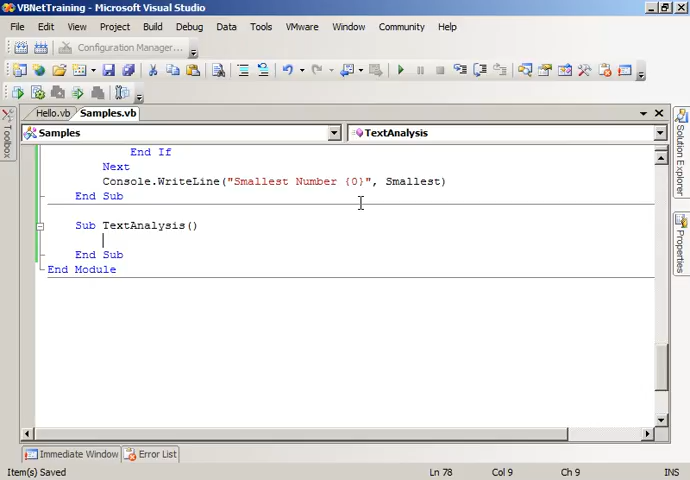 VBNetTraining - Microsoft Visual Studio
File Edit View Project Build Debug Data Tools VMware Window Community Help
Configuration Manager...
Hello.vb Samples.vb
Samples TextAnalysis
End If
Next
Console.WriteLine("Smallest Number {0}", Smallest)
End Sub
Sub TextAnalysis()
End Sub
End Module
Toolbox
Solution Explorer
Properties
Immediate Window Error List
Item(s) Saved Ln 78 Col 9 Ch 9 INS